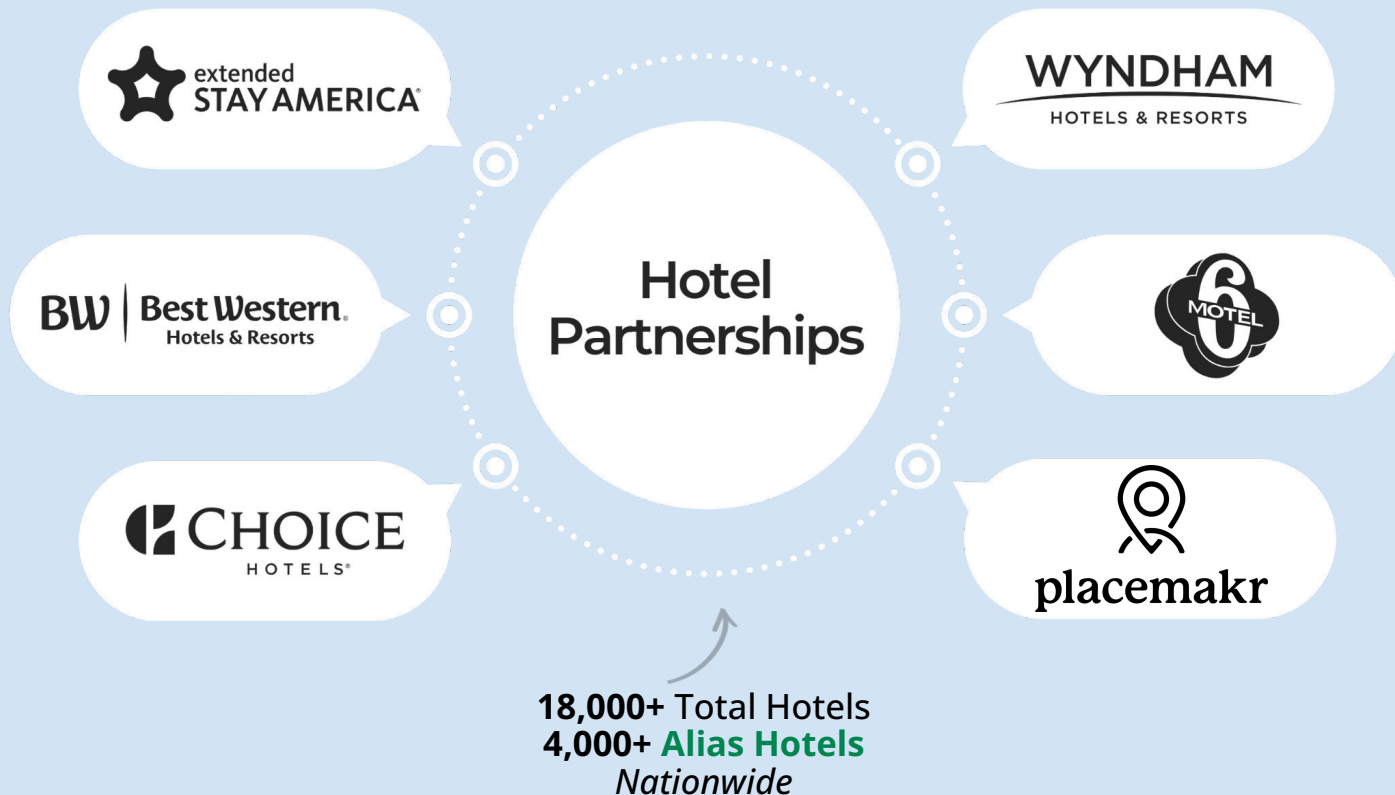 extended
STAY AMERICA®
WYNDHAM
HOTELS & RESORTS
BW
Best Western®
Hotels & Resorts
Hotel
Partnerships
6
MOTEL
CHOICE
HOTELS®
placemakr
18,000+ Total Hotels
4,000+ Alias Hotels
Nationwide